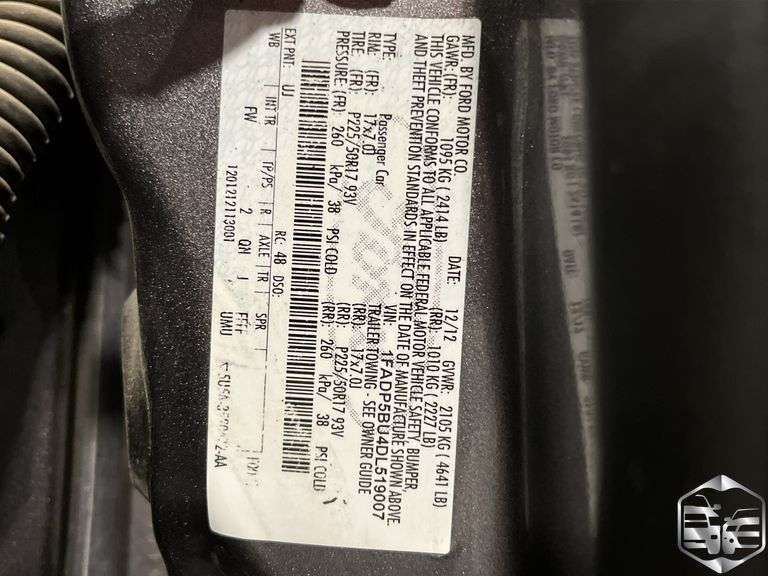 MFD. BY FORD MOTOR CO.
DATE: 12/12 GVWR: 2105 KG ( 4641 LB)
GAWR: (FR): 1095 KG ( 2414 LB) (RR): 1010 KG ( 2227 LB)
THIS VEHICLE CONFORMS TO ALL APPLICABLE FEDERAL MOTOR VEHICLE SAFETY, BUMPER
AND THEFT PREVENTION STANDARDS IN EFFECT ON THE DATE OF MANUFACTURE SHOWN ABOVE.
VIN: 1FADP5BU4DL519007
TYPE: Passenger Car TRAILER TOWING - SEE OWNER GUIDE
RIM: (FR) 17x7.0J (RR): 17x7.0J
TIRE: (FR): P225/50R17 93V (RR): P225/50R17 93V
PRESSURE: (FR) 260 kPa/ 38 PSI COLD (RR): 260 kPa/ 38 PSI COLD
EXT PNT: UJ RC: 48 DSO:
WB INT TR TP/PS R AXLE TR SPR
FW 2 QN J UMU
1201212113001